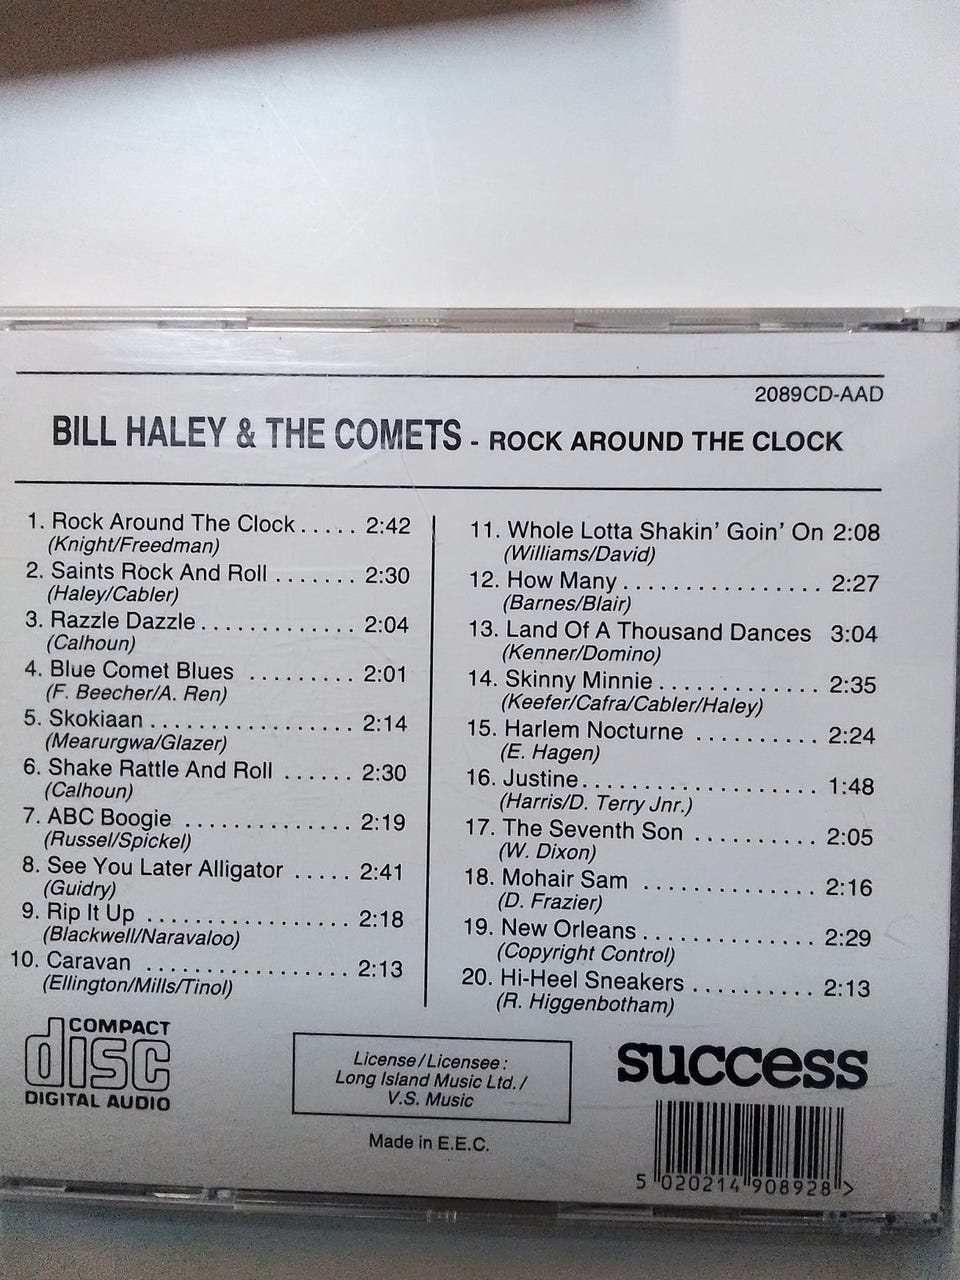 2089CD-AAD
BILL HALEY & THE COMETS - ROCK AROUND THE CLOCK
1. Rock Around The Clock ..... 2:42
(Knight/Freedman)
2. Saints Rock And Roll ....... 2:30
(Haley/Cabler)
3. Razzle Dazzle ............. 2:04
(Calhoun)
4. Blue Comet Blues ......... 2:01
(F. Beecher/A. Ren)
5. Skokiaan ................. 2:14
(Mearurgwa/Glazer)
6. Shake Rattle And Roll ...... 2:30
(Calhoun)
7. ABC Boogie .............. 2:19
(Russel/Spickel)
8. See You Later Alligator ..... 2:41
(Guidry)
9. Rip It Up ................. 2:18
(Blackwell/Naravaloo)
10. Caravan ................. 2:13
(Ellington/Mills/Tinol)
11. Whole Lotta Shakin' Goin' On 2:08
(Williams/David)
12. How Many ................ 2:27
(Barnes/Blair)
13. Land Of A Thousand Dances 3:04
(Kenner/Domino)
14. Skinny Minnie ............. 2:35
(Keefer/Cafra/Cabler/Haley)
15. Harlem Nocturne .......... 2:24
(E. Hagen)
16. Justine ................... 1:48
(Harris/D. Terry Jnr.)
17. The Seventh Son .......... 2:05
(W. Dixon)
18. Mohair Sam .............. 2:16
(D. Frazier)
19. New Orleans .............. 2:29
(Copyright Control)
20. Hi-Heel Sneakers .......... 2:13
(R. Higgenbotham)
COMPACT
disc
DIGITAL AUDIO
License/Licensee:
Long Island Music Ltd./
V.S. Music
Made in E.E.C.
success
5 020214 908928 >